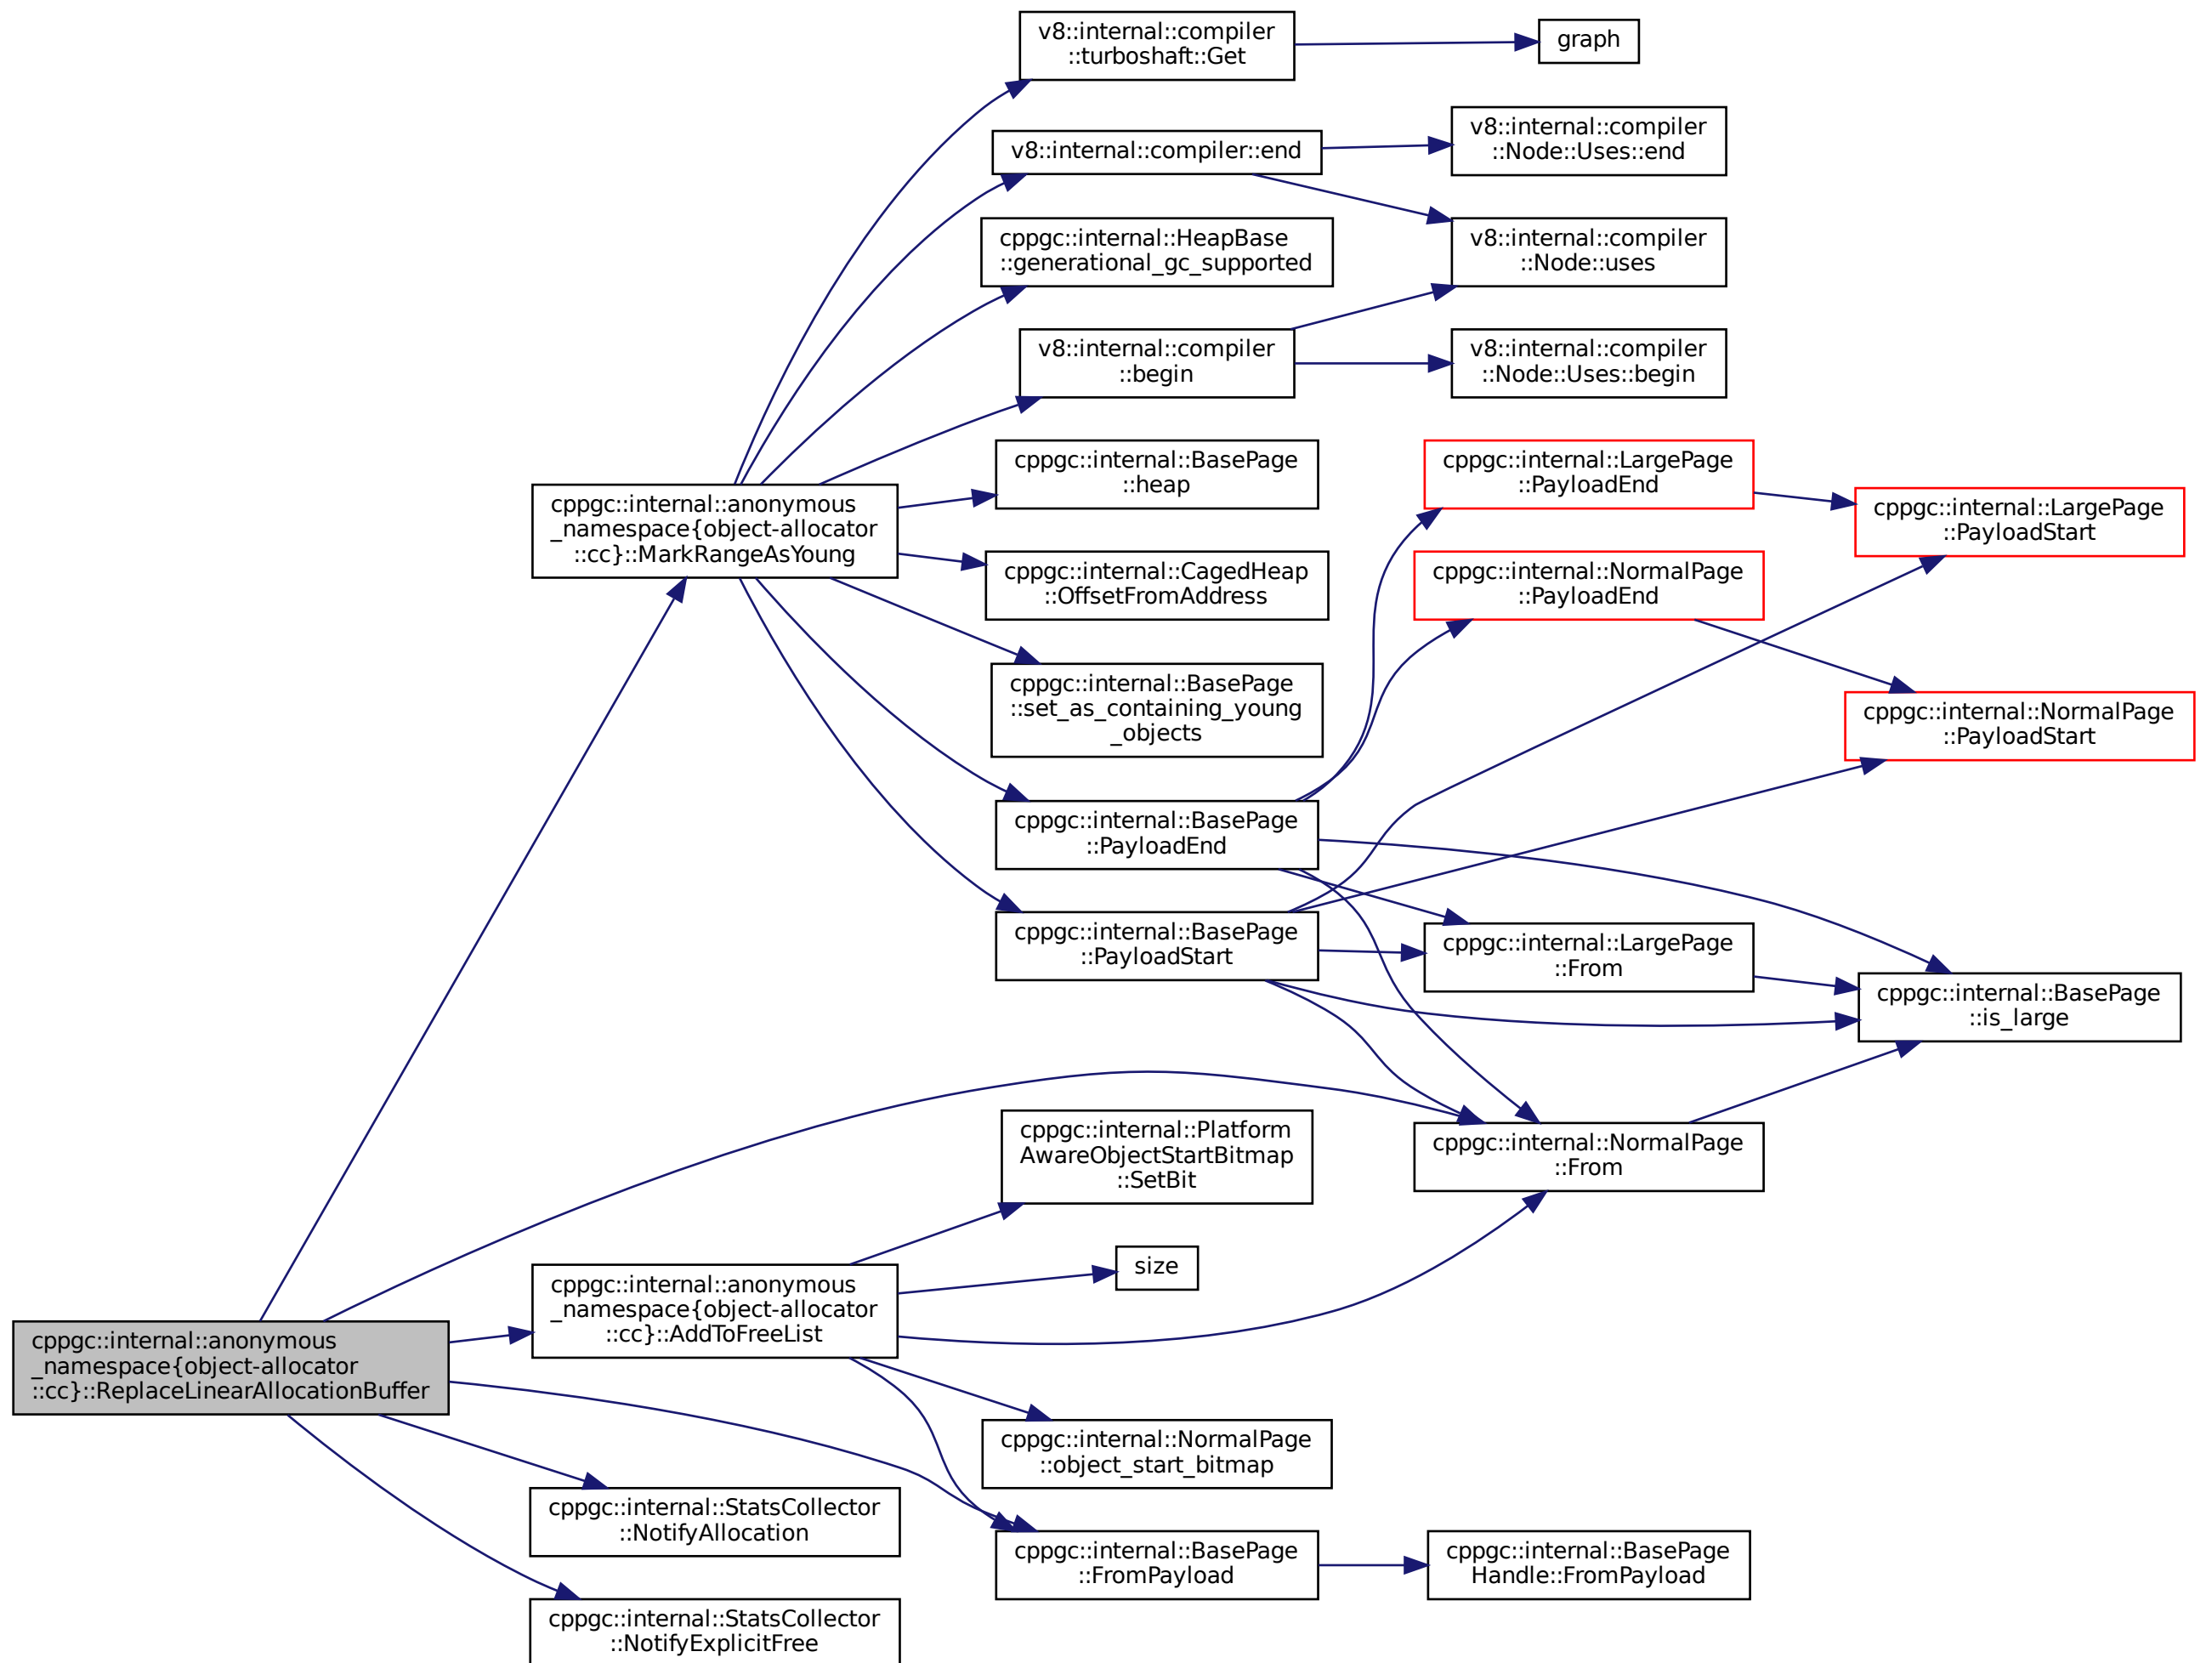 v8::internal::compiler
::turboshaft::Get
graph
v8::internal::compiler::end
v8::internal::compiler
::Node::Uses::end
cppgc::internal::HeapBase
::generational_gc_supported
v8::internal::compiler
::Node::uses
v8::internal::compiler
::begin
v8::internal::compiler
::Node::Uses::begin
cppgc::internal::BasePage
::heap
cppgc::internal::LargePage
::PayloadEnd
cppgc::internal::LargePage
::PayloadStart
cppgc::internal::anonymous
_namespace{object-allocator
::cc}::MarkRangeAsYoung
cppgc::internal::CagedHeap
::OffsetFromAddress
cppgc::internal::NormalPage
::PayloadEnd
cppgc::internal::BasePage
::set_as_containing_young
_objects
cppgc::internal::NormalPage
::PayloadStart
cppgc::internal::BasePage
::PayloadEnd
cppgc::internal::BasePage
::PayloadStart
cppgc::internal::LargePage
::From
cppgc::internal::BasePage
::is_large
cppgc::internal::Platform
AwareObjectStartBitmap
::SetBit
cppgc::internal::NormalPage
::From
size
cppgc::internal::anonymous
_namespace{object-allocator
::cc}::AddToFreeList
cppgc::internal::anonymous
_namespace{object-allocator
::cc}::ReplaceLinearAllocationBuffer
cppgc::internal::NormalPage
::object_start_bitmap
cppgc::internal::StatsCollector
::NotifyAllocation
cppgc::internal::BasePage
::FromPayload
cppgc::internal::BasePage
Handle::FromPayload
cppgc::internal::StatsCollector
::NotifyExplicitFree